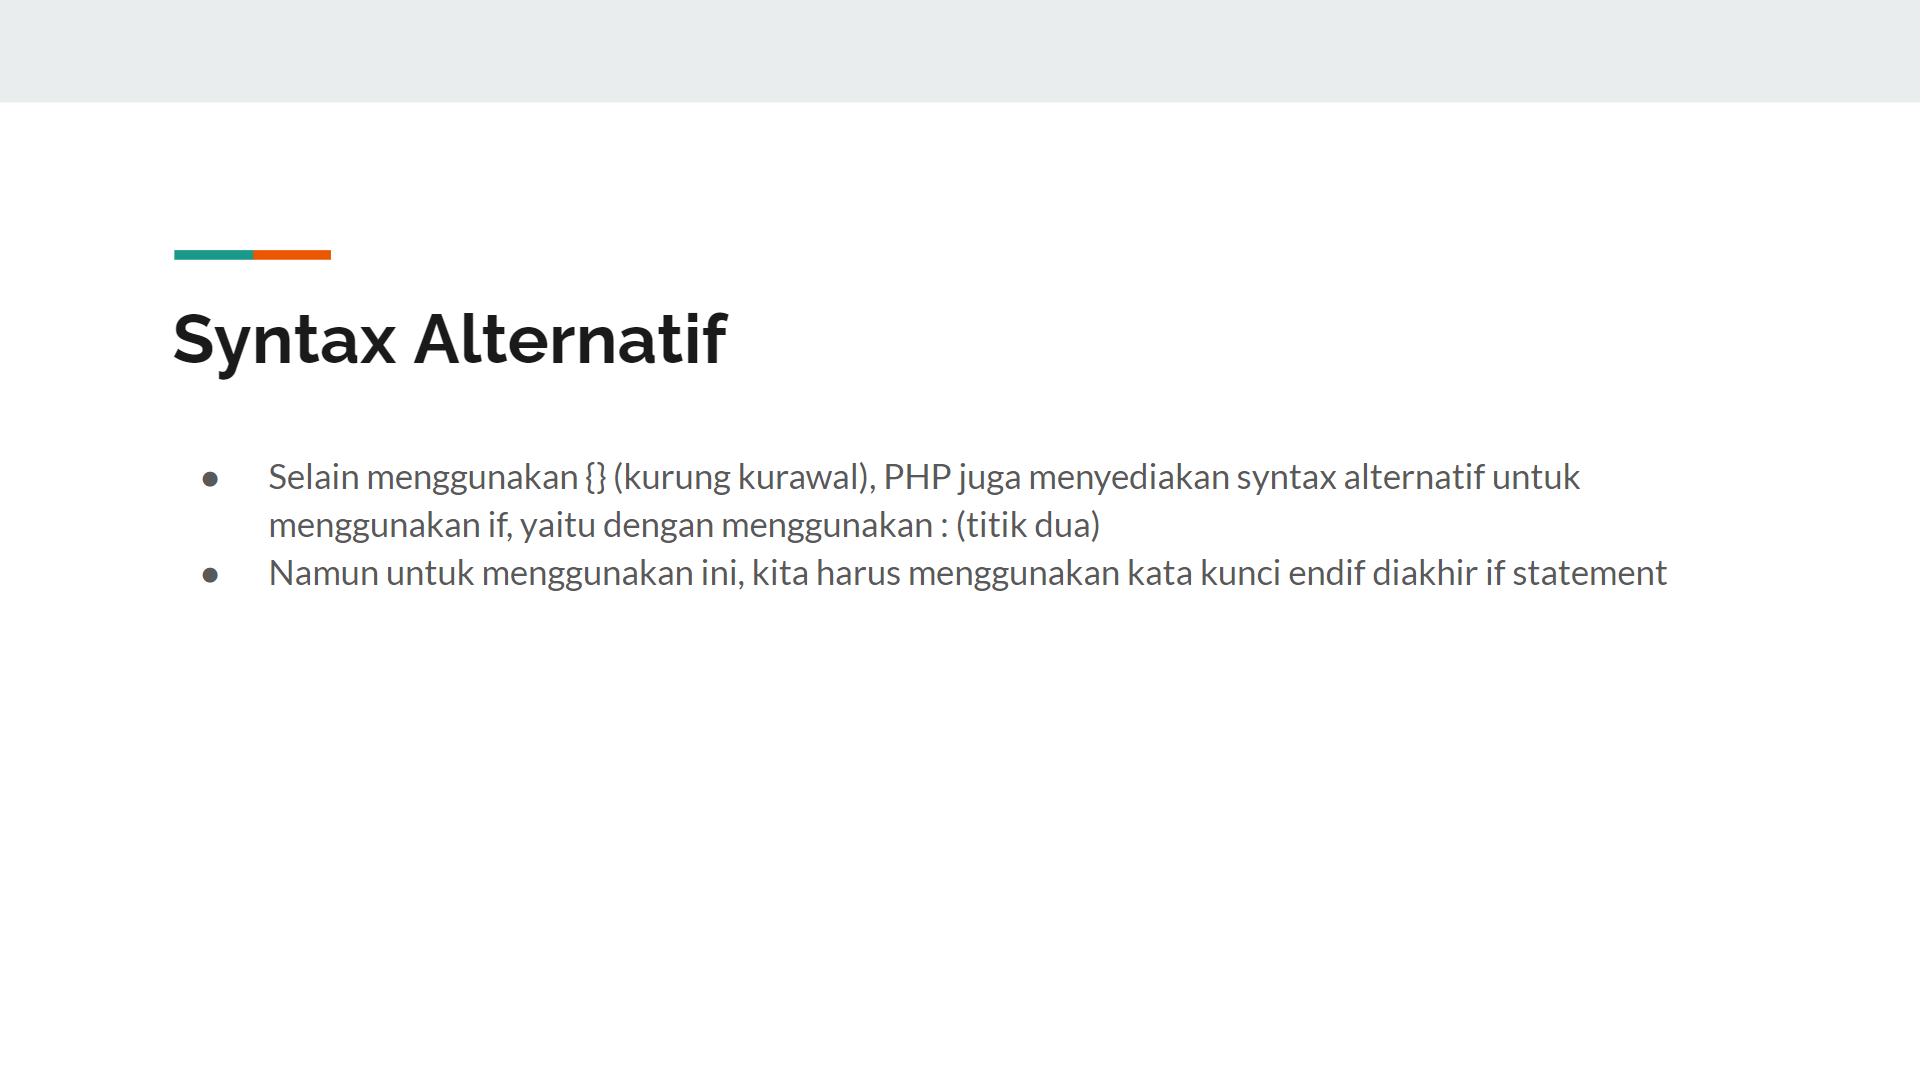 Syntax Alternatif
● Selain menggunakan {} (kurung kurawal), PHP juga menyediakan syntax alternatif untuk
menggunakan if, yaitu dengan menggunakan : (titik dua)
● Namun untuk menggunakan ini, kita harus menggunakan kata kunci endif diakhir if statement